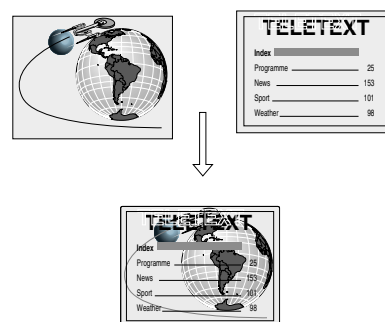 TELETEXT
Index
Programme 25
News 153
Sport 101
Weather 98
TELETEXT
Index
Programme 25
News 153
Sport 101
Weather 98